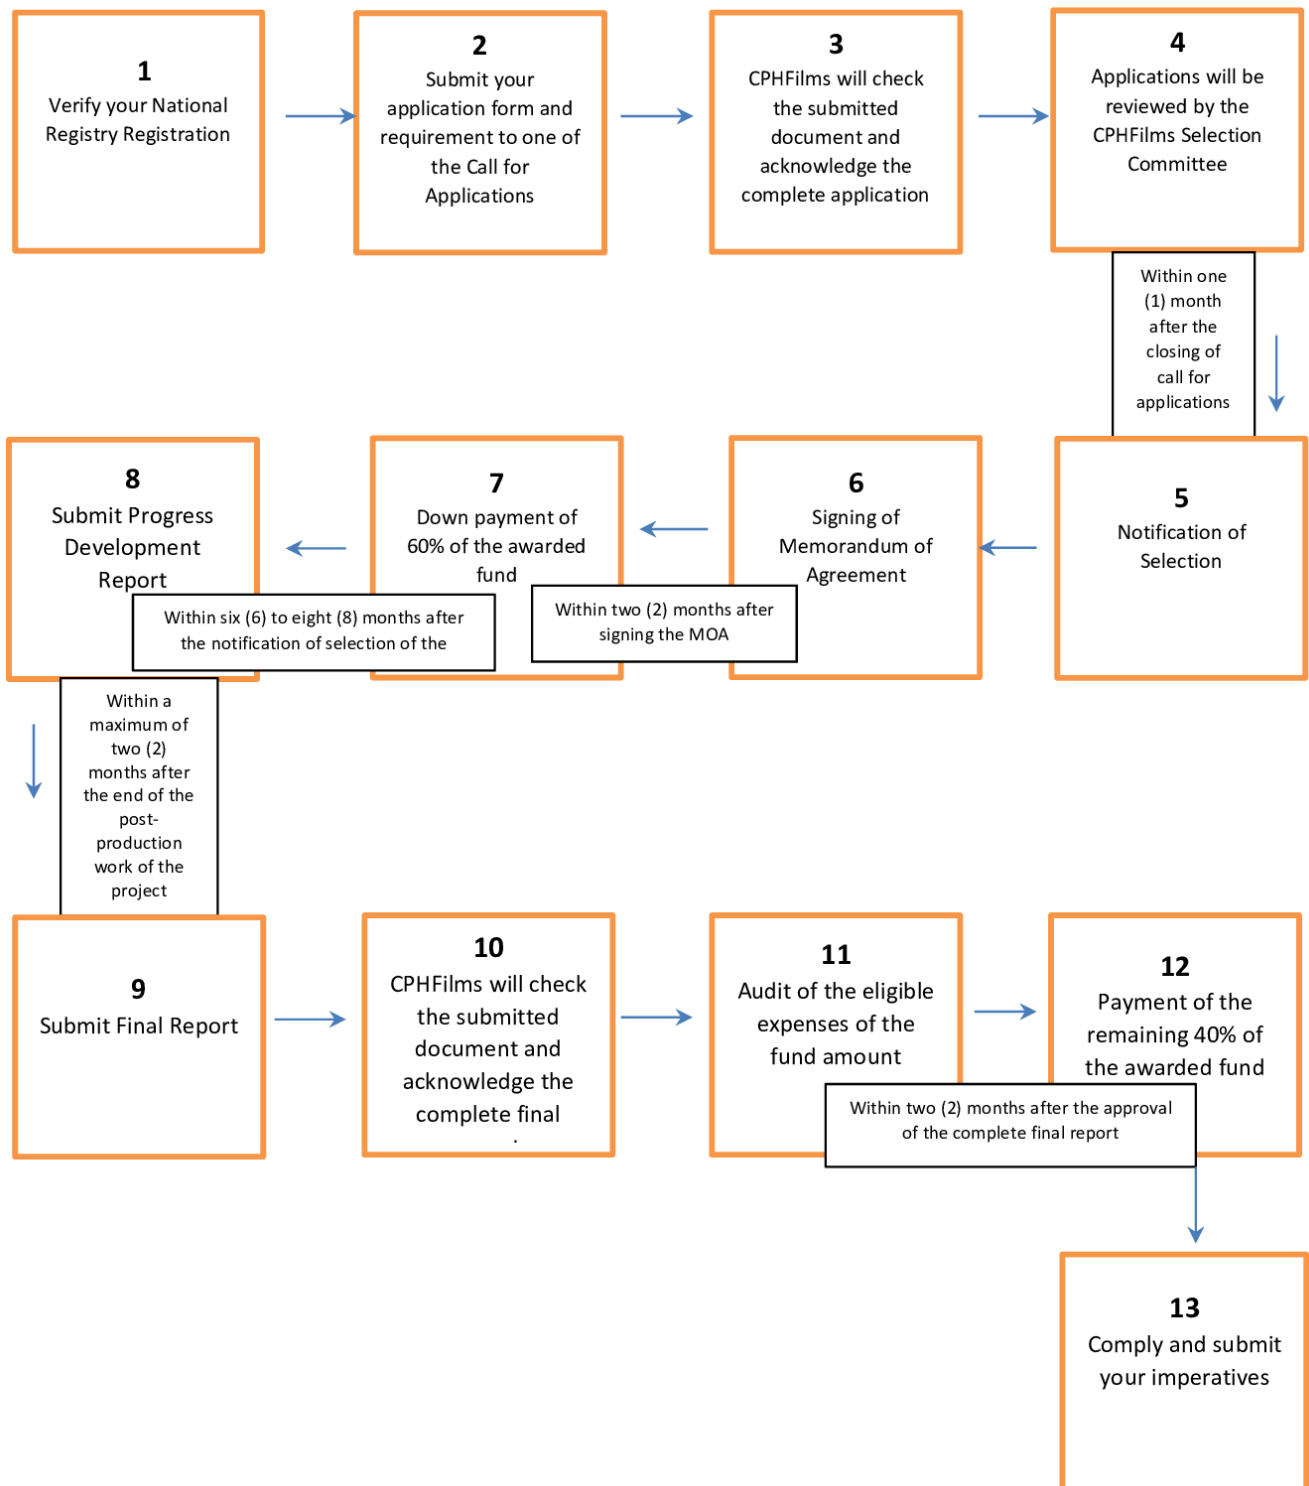 1
Verify your National
Registry Registration
2
Submit your
application form and
requirement to one of
the Call for
Applications
3
CPHFilms will check
the submitted
document and
acknowledge the
complete application
4
Applications will be
reviewed by the
CPHFilms Selection
Committee
Within one
(1) month
after the
closing of
call for
applications
5
Notification of
Selection
6
Signing of
Memorandum of
Agreement
Within two (2) months after
signing the MOA
7
Down payment of
60% of the awarded
fund
Within six (6) to eight (8) months after
the notification of selection of the
8
Submit Progress
Development
Report
Within a
maximum of
two (2)
months after
the end of the
post-
production
work of the
project
9
Submit Final Report
10
CPHFilms will check
the submitted
document and
acknowledge the
complete final
11
Audit of the eligible
expenses of the
fund amount
12
Payment of the
remaining 40% of
the awarded fund
Within two (2) months after the approval
of the complete final report
13
Comply and submit
your imperatives